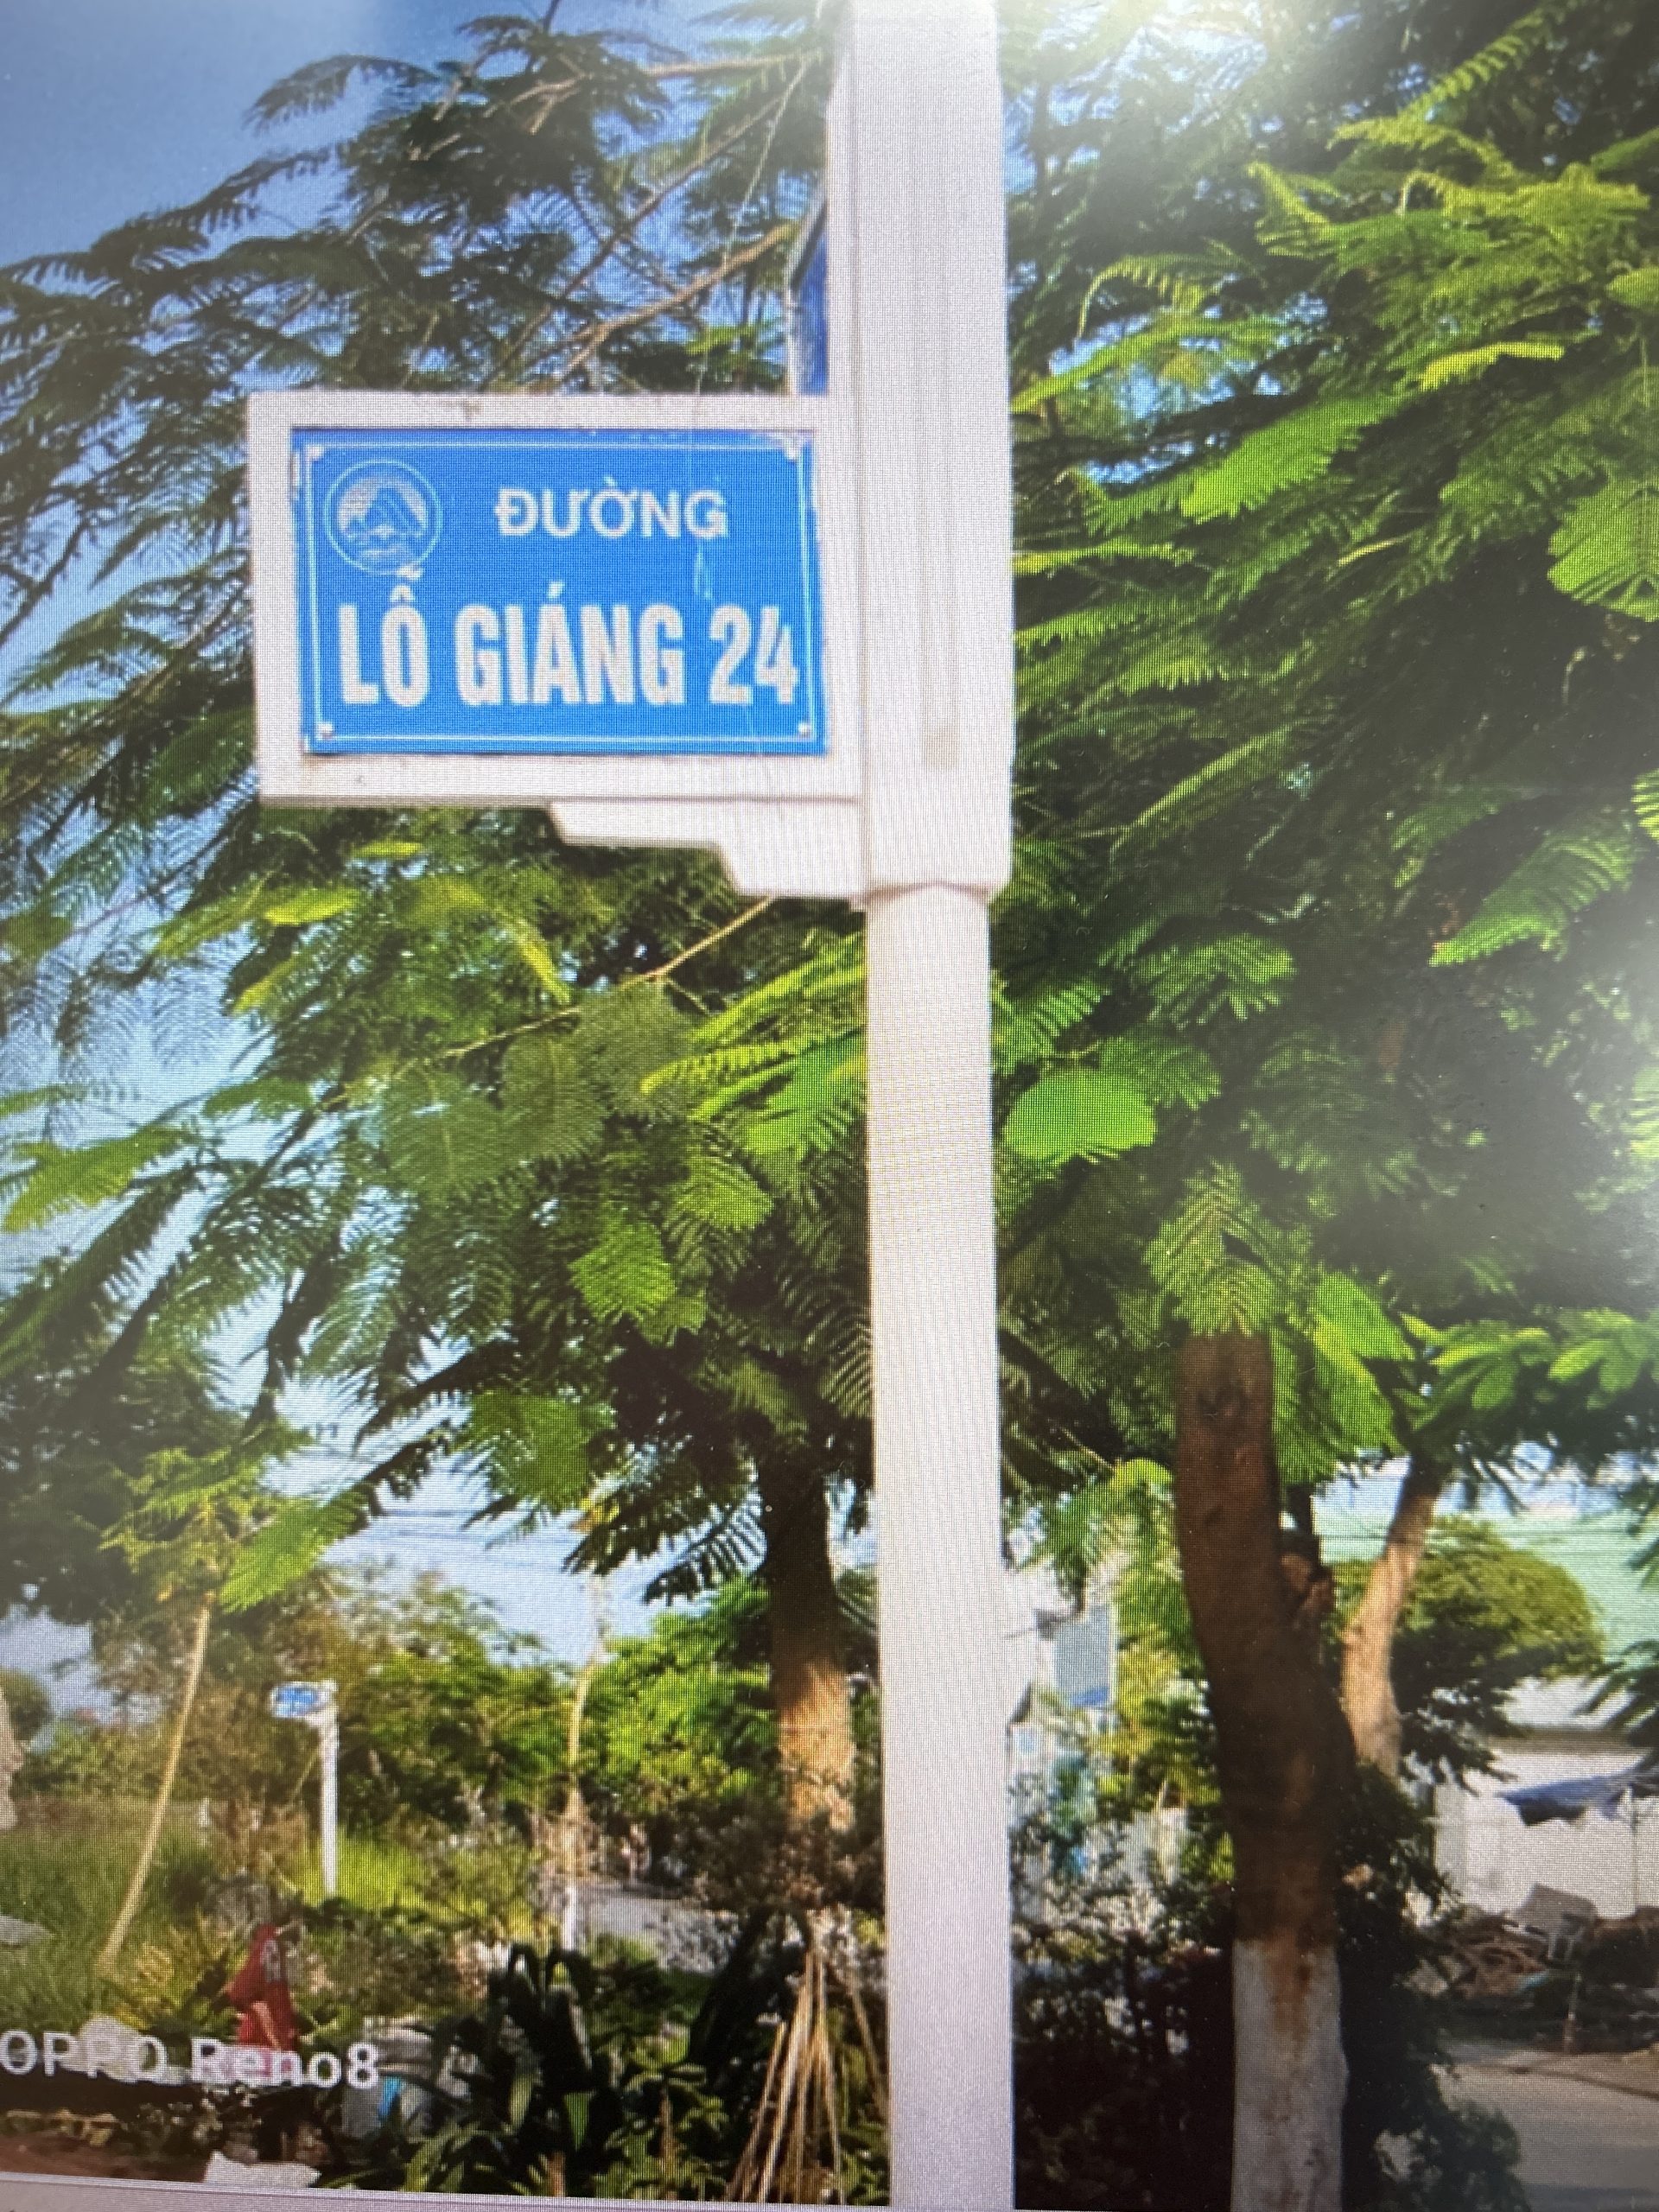 ĐƯỜNG
LỖ GIÁNG 24
OPPO Reno8